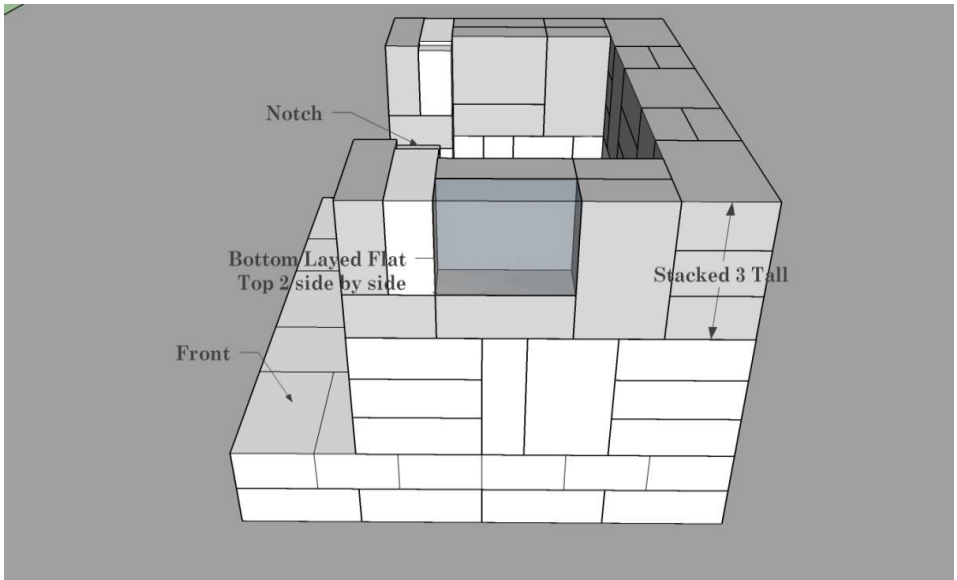 Notch
Bottom Layed Flat
Top 2 side by side
Stacked 3 Tall
Front